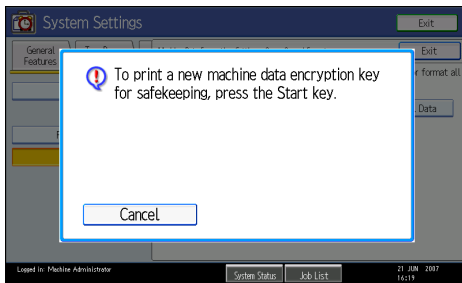 System Settings
Exit
General
Features
Exit
r format all
To print a new machine data encryption key
for safekeeping, press the Start key.
Data
Cancel
Logged in: Machine Administrator
System Status
Job List
21 JUN 2007
16:19